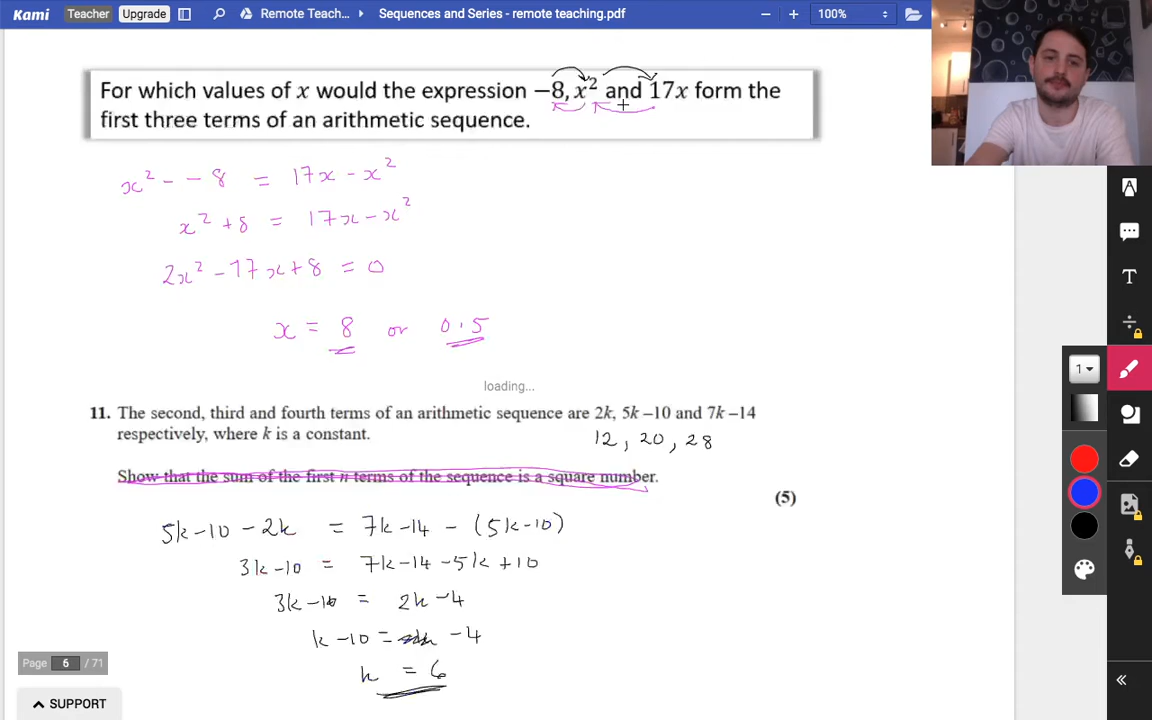 Kami Teacher Upgrade Remote Teach... Sequences and Series - remote teaching.pdf 100%
For which values of x would the expression −8, x² and 17x form the
first three terms of an arithmetic sequence.
x² - - 8 = 17x - x²
x² + 8 = 17x - x²
2x² - 17x + 8 = 0
x = 8 or 0.5
loading...
11. The second, third and fourth terms of an arithmetic sequence are 2k, 5k −10 and 7k −14
respectively, where k is a constant.
12, 20, 28
Show that the sum of the first n terms of the sequence is a square number.
(5)
5k-10 - 2k = 7k-14 - (5k-10)
3k-10 = 7k-14 -5k +10
3k-10 = 2k -4
k -10 = -4
k = 6
T
1
Page 6 / 71
SUPPORT